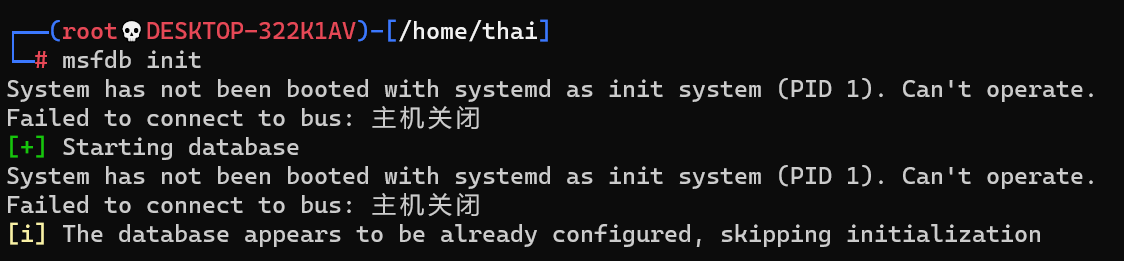 ┌──(root💀DESKTOP-322K1AV)-[/home/thai]
└─# msfdb init
System has not been booted with systemd as init system (PID 1). Can't operate.
Failed to connect to bus: 主机关闭
[+] Starting database
System has not been booted with systemd as init system (PID 1). Can't operate.
Failed to connect to bus: 主机关闭
[i] The database appears to be already configured, skipping initialization